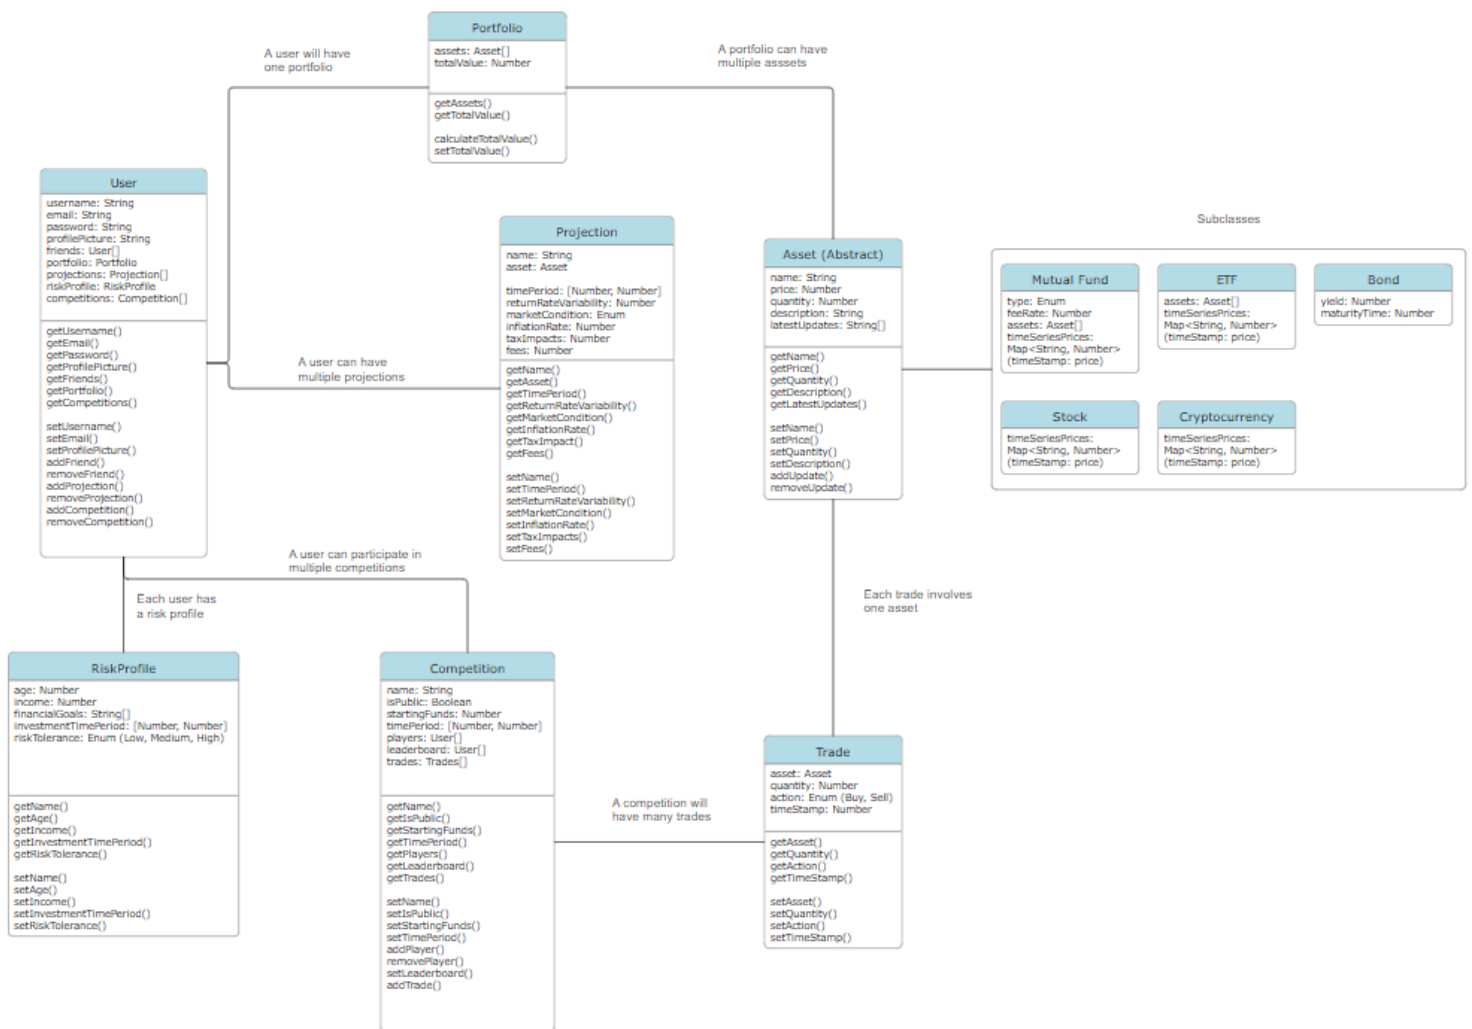 Portfolio
assets: Asset[]
totalValue: Number
getAssets()
getTotalValue()
calculateTotalValue()
setTotalValue()
A user will have
one portfolio
A portfolio can have
multiple asssets
User
username: String
email: String
password: String
profilePicture: String
friends: User[]
portfolio: Portfolio
projections: Projection[]
riskProfile: RiskProfile
competitions: Competition[]
getUsername()
getEmail()
getPassword()
getProfilePicture()
getFriends()
getPortfolio()
getCompetitions()
setUsername()
setEmail()
setProfilePicture()
addFriend()
removeFriend()
addProjection()
removeProjection()
addCompetition()
removeCompetition()
A user can have
multiple projections
Projection
name: String
asset: Asset
timePeriod: [Number, Number]
returnRateVariability: Number
marketCondition: Enum
inflationRate: Number
taxImpacts: Number
fees: Number
getName()
getAsset()
getTimePeriod()
getReturnRateVariability()
getMarketCondition()
getInflationRate()
getTaxImpact()
getFees()
setName()
setTimePeriod()
setReturnRateVariability()
setMarketCondition()
setInflationRate()
setTaxImpacts()
setFees()
Asset (Abstract)
name: String
price: Number
quantity: Number
description: String
latestUpdates: String[]
getName()
getPrice()
getQuantity()
getDescription()
getLatestUpdates()
setName()
setPrice()
setQuantity()
setDescription()
addUpdate()
removeUpdate()
Subclasses
Mutual Fund
type: Enum
feeRate: Number
assets: Asset[]
timeSeriesPrices:
Map<String, Number>
(timeStamp: price)
ETF
assets: Asset[]
timeSeriesPrices:
Map<String, Number>
(timeStamp: price)
Bond
yield: Number
maturityTime: Number
Stock
timeSeriesPrices:
Map<String, Number>
(timeStamp: price)
Cryptocurrency
timeSeriesPrices:
Map<String, Number>
(timeStamp: price)
A user can participate in
multiple competitions
Each user has
a risk profile
Each trade involves
one asset
RiskProfile
age: Number
income: Number
financialGoals: String[]
investmentTimePeriod: [Number, Number]
riskTolerance: Enum (Low, Medium, High)
getName()
getAge()
getIncome()
getInvestmentTimePeriod()
getRiskTolerance()
setName()
setAge()
setIncome()
setInvestmentTimePeriod()
setRiskTolerance()
Competition
name: String
isPublic: Boolean
startingFunds: Number
timePeriod: [Number, Number]
players: User[]
leaderboard: User[]
trades: Trades[]
getName()
getIsPublic()
getStartingFunds()
getTimePeriod()
getPlayers()
getLeaderboard()
getTrades()
setName()
setIsPublic()
setStartingFunds()
setTimePeriod()
addPlayer()
removePlayer()
setLeaderboard()
addTrade()
A competition will
have many trades
Trade
asset: Asset
quantity: Number
action: Enum (Buy, Sell)
timeStamp: Number
getAsset()
getQuantity()
getAction()
getTimeStamp()
setAsset()
setQuantity()
setAction()
setTimeStamp()